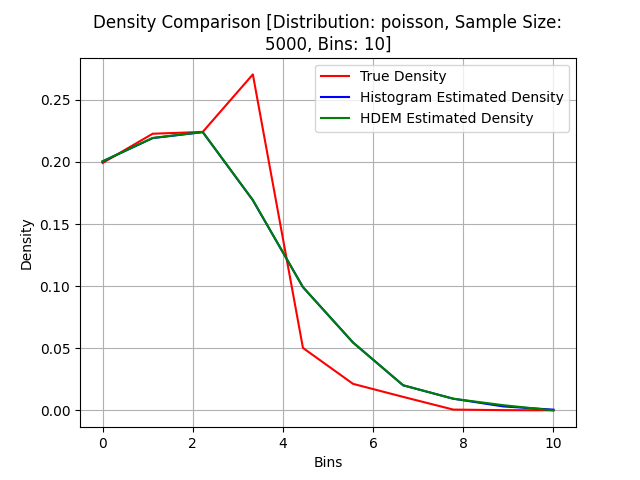 Density Comparison [Distribution: poisson, Sample Size:
5000, Bins: 10]
True Density
Histogram Estimated Density
HDEM Estimated Density
Density
0.25
0.20
0.15
0.10
0.05
0.00
0 2 4 6 8 10
Bins